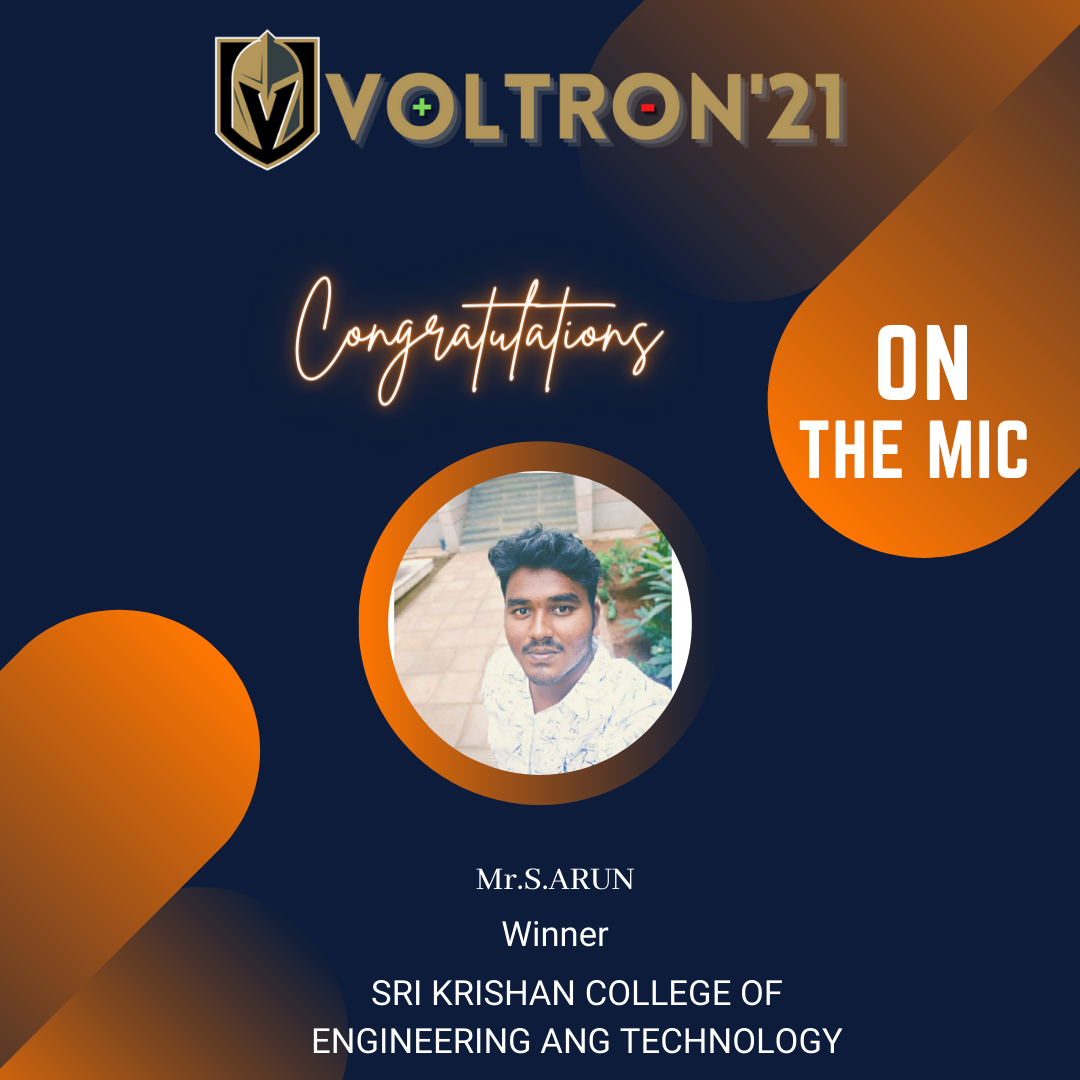 VOLTRON'21
Congratulations
ON
THE MIC
Mr.S.ARUN
Winner
SRI KRISHAN COLLEGE OF
ENGINEERING ANG TECHNOLOGY